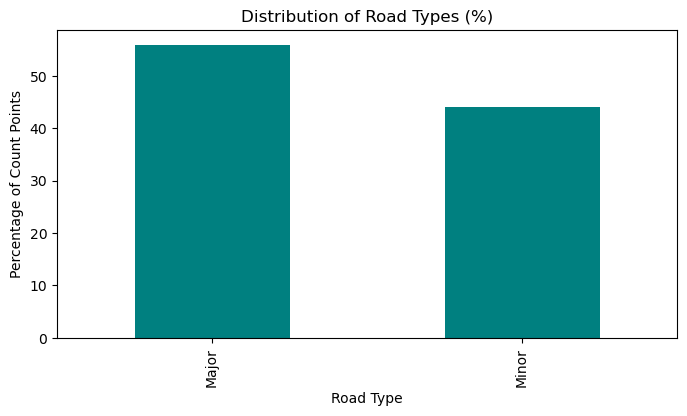 Distribution of Road Types (%)
Percentage of Count Points
50
40
30
20
10
0
Major
Minor
Road Type